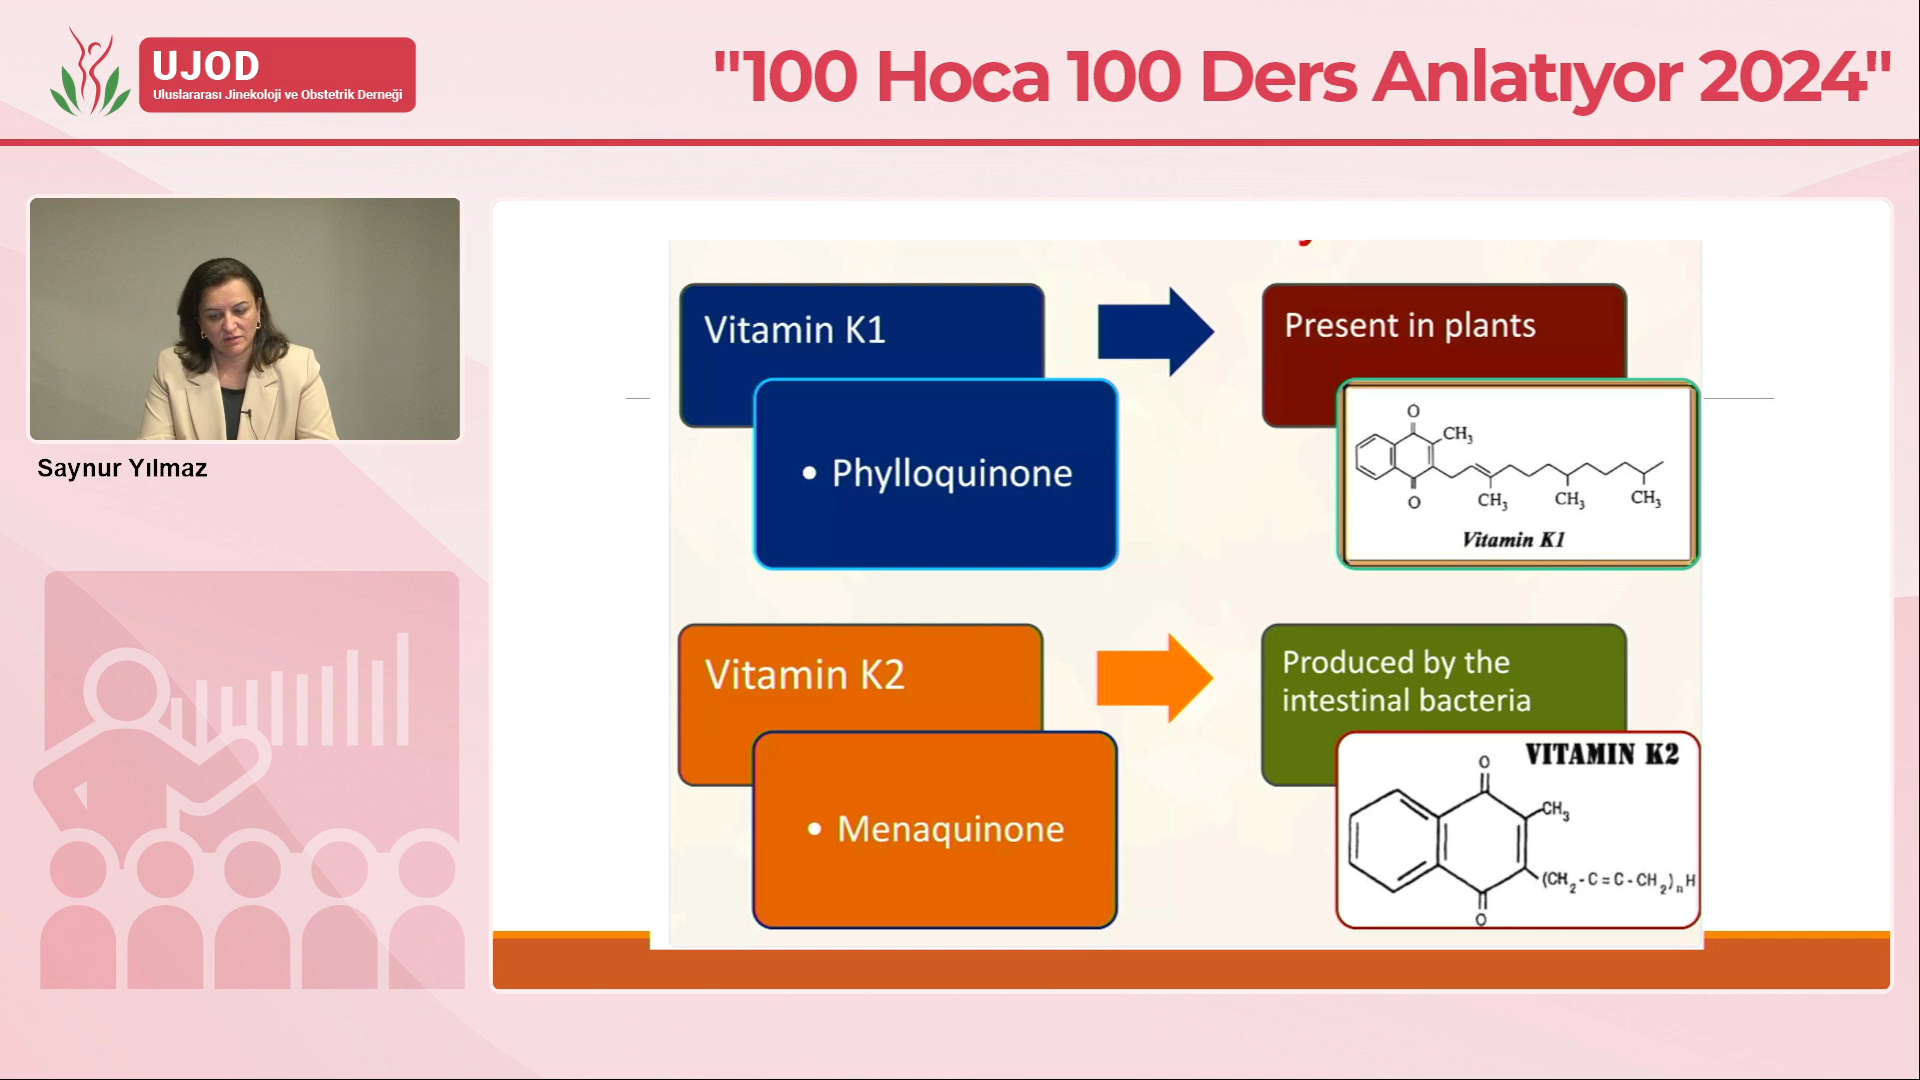 UJOD
Uluslararası Jinekoloji ve Obstetrik Derneği
"100 Hoca 100 Ders Anlatıyor 2024"
Saynur Yılmaz
Vitamin K1
• Phylloquinone
Present in plants
O
CH3
CH3
CH3
CH3
O
Vitamin K1
Vitamin K2
• Menaquinone
Produced by the
intestinal bacteria
VITAMIN K2
O
CH3
(CH2-C=C-CH2)nH
O